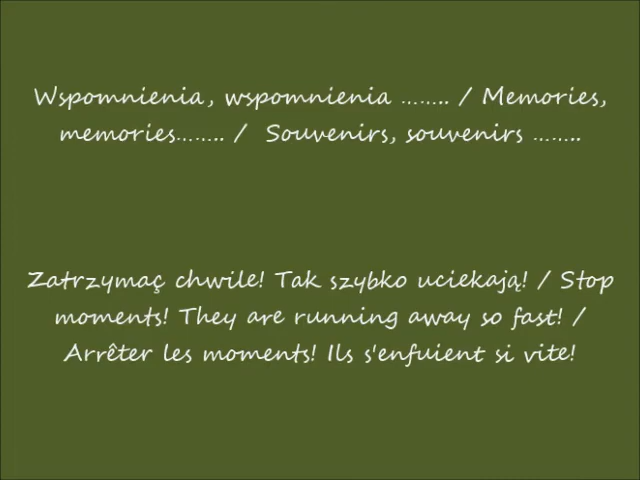 Wspomnienia, wspomnienia …….. / Memories,
memories…….. / Souvenirs, souvenirs ……..
Zatrzymaç chwile! Tak szybko uciekają! / Stop
moments! They are running away so fast! /
Arrêter les moments! Ils s'enfuient si vite!